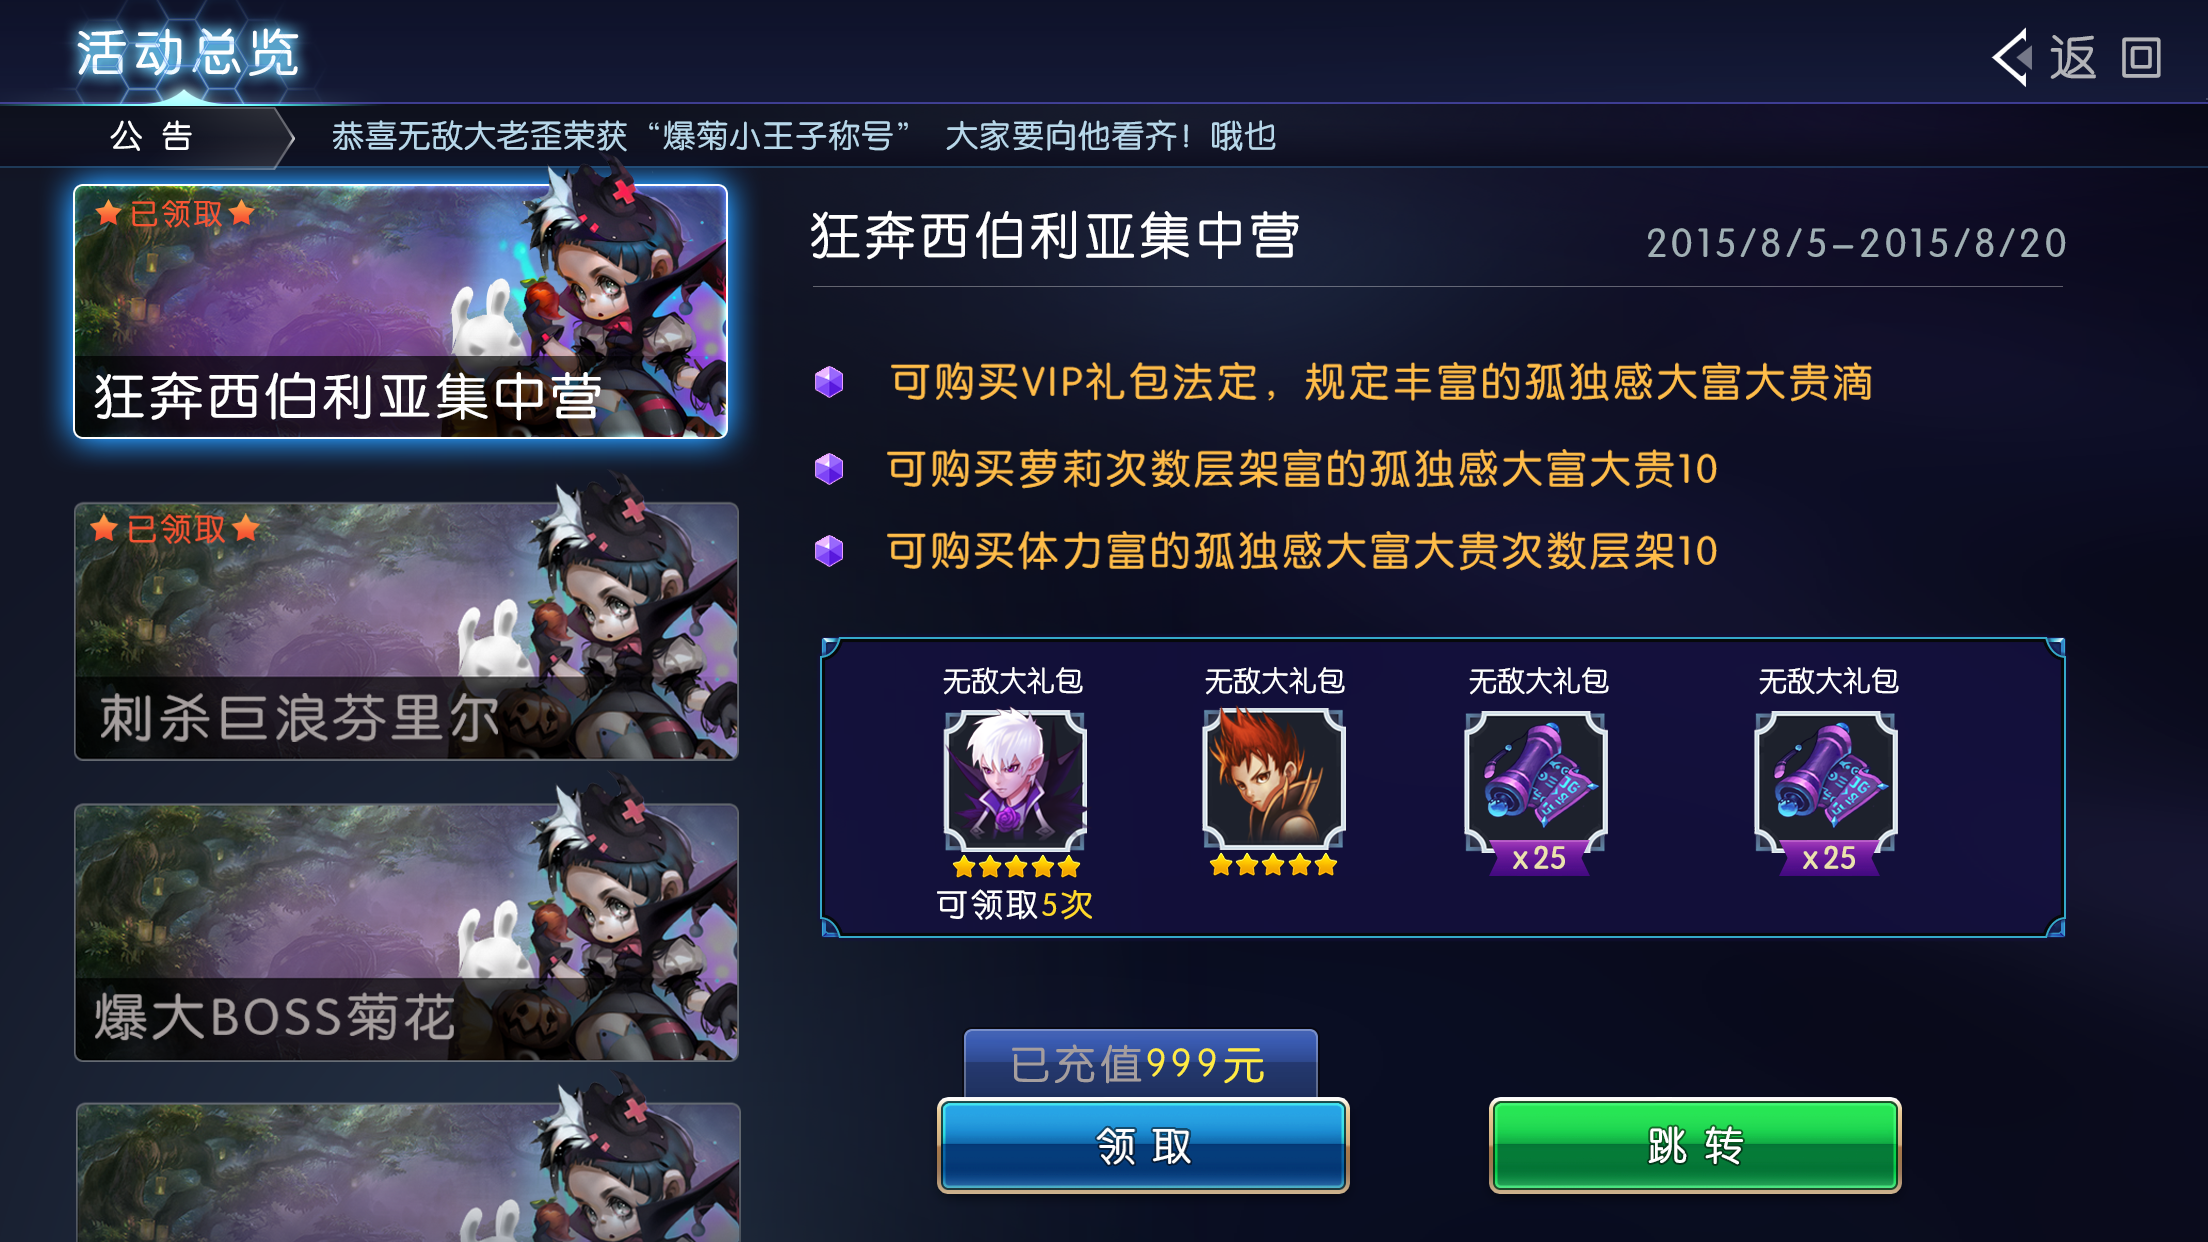 活动总览
返回
公告
恭喜无敌大老歪荣获“爆菊小王子称号” 大家要向他看齐！哦也
已领取
狂奔西伯利亚集中营
已领取
刺杀巨浪芬里尔
爆大BOSS菊花
狂奔西伯利亚集中营
2015/8/5-2015/8/20
可购买VIP礼包法定，规定丰富的孤独感大富大贵滴
可购买萝莉次数层架富的孤独感大富大贵10
可购买体力富的孤独感大富大贵次数层架10
无敌大礼包 无敌大礼包 无敌大礼包 无敌大礼包
x25 x25
可领取5次
已充值999元
领取
跳转